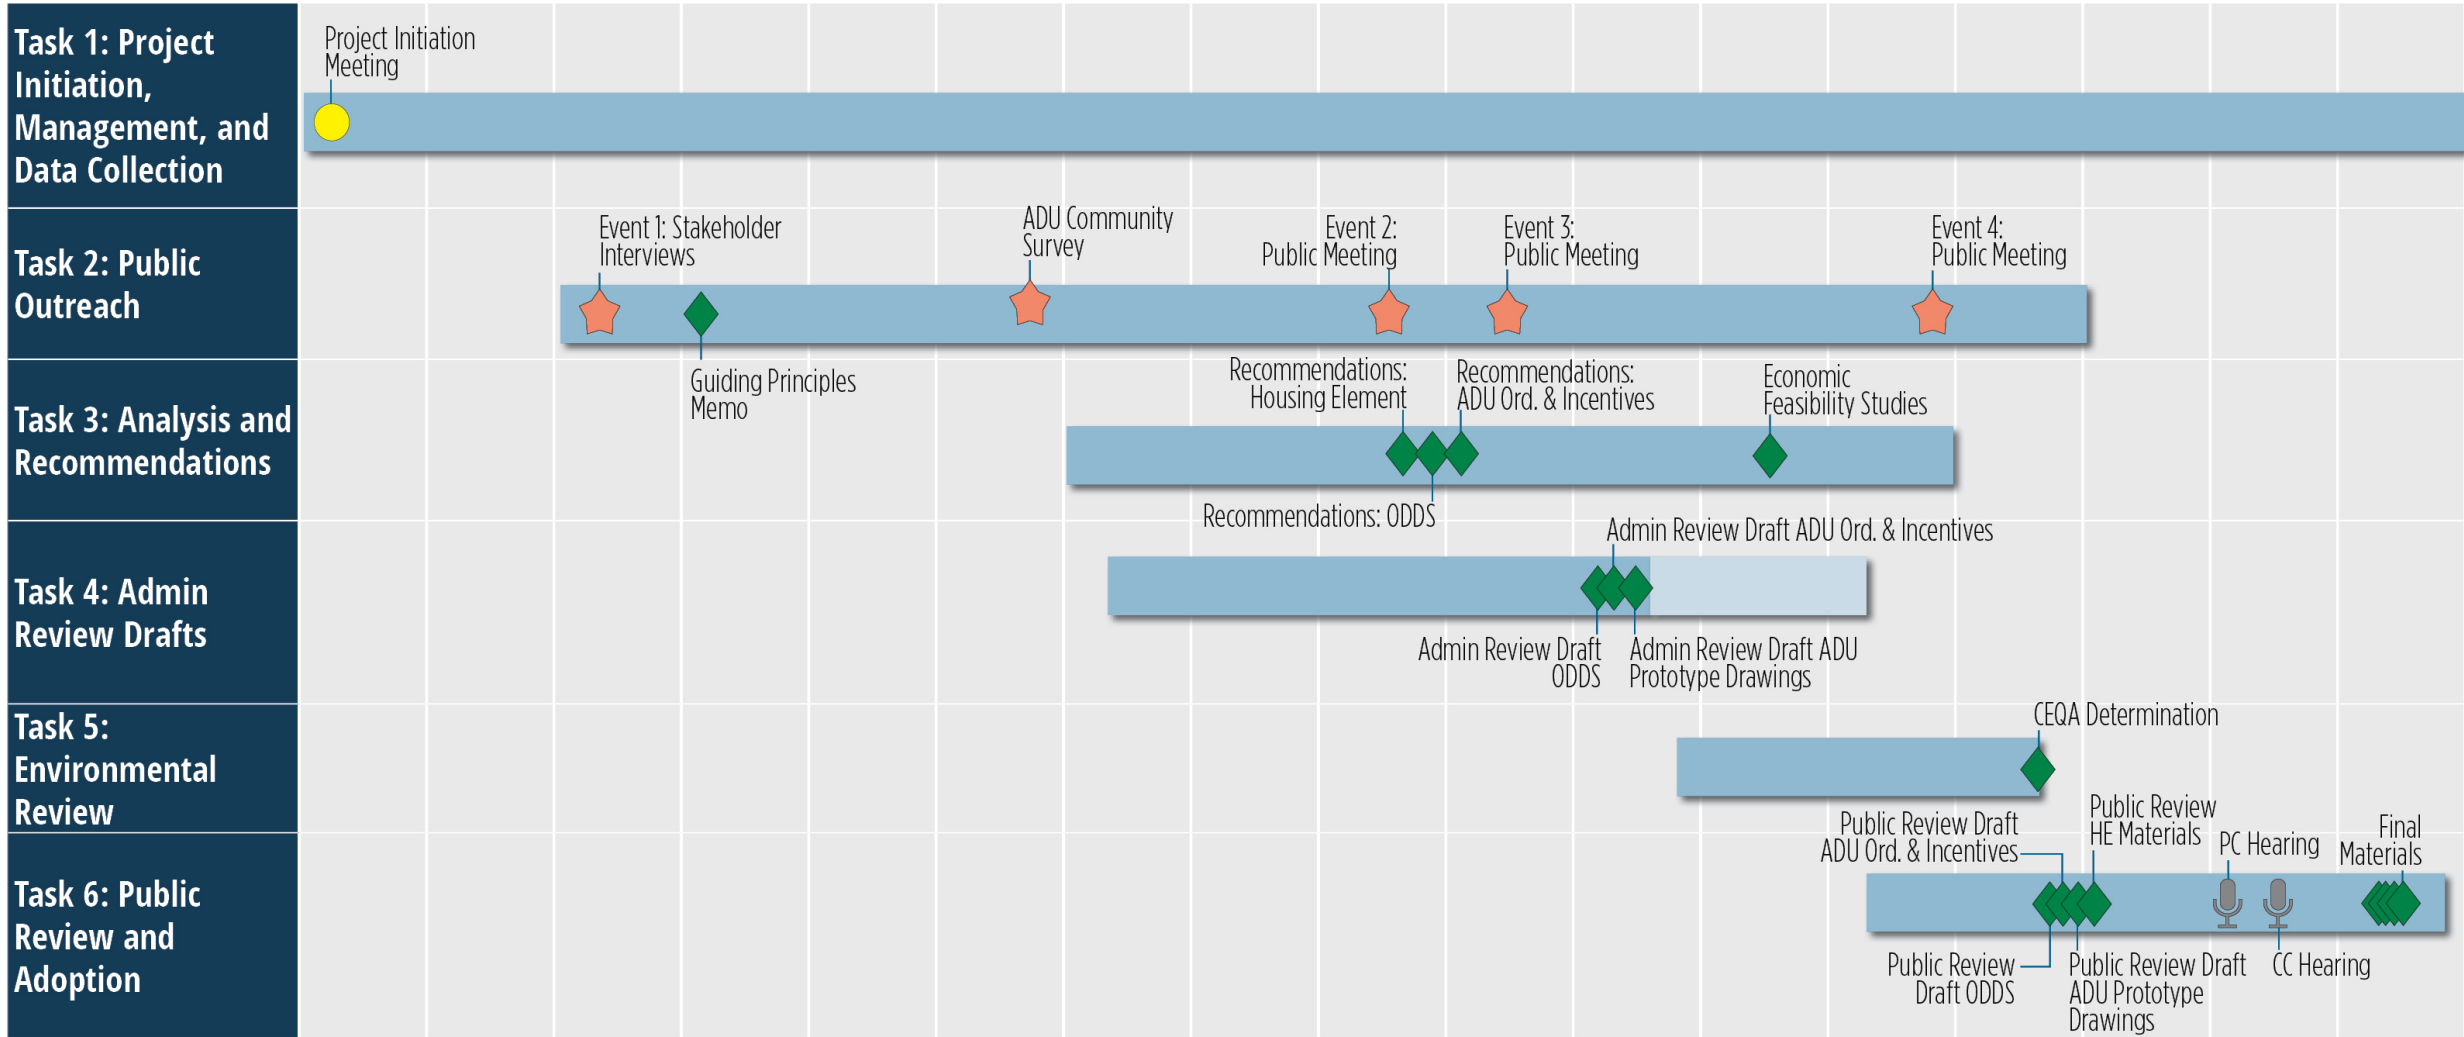 Task 1: Project
Initiation,
Management, and
Data Collection
Project Initiation
Meeting
Task 2: Public
Outreach
Event 1: Stakeholder
Interviews
Guiding Principles
Memo
ADU Community
Survey
Event 2:
Public Meeting
Event 3:
Public Meeting
Event 4:
Public Meeting
Task 3: Analysis and
Recommendations
Recommendations:
Housing Element
Recommendations: ODDS
Recommendations:
ADU Ord. & Incentives
Economic
Feasibility Studies
Task 4: Admin
Review Drafts
Admin Review Draft ADU Ord. & Incentives
Admin Review Draft
ODDS
Admin Review Draft ADU
Prototype Drawings
Task 5:
Environmental
Review
CEQA Determination
Task 6: Public
Review and
Adoption
Public Review Draft
ADU Ord. & Incentives
Public Review
HE Materials
PC Hearing
Final
Materials
Public Review
Draft ODDS
Public Review Draft
ADU Prototype
Drawings
CC Hearing